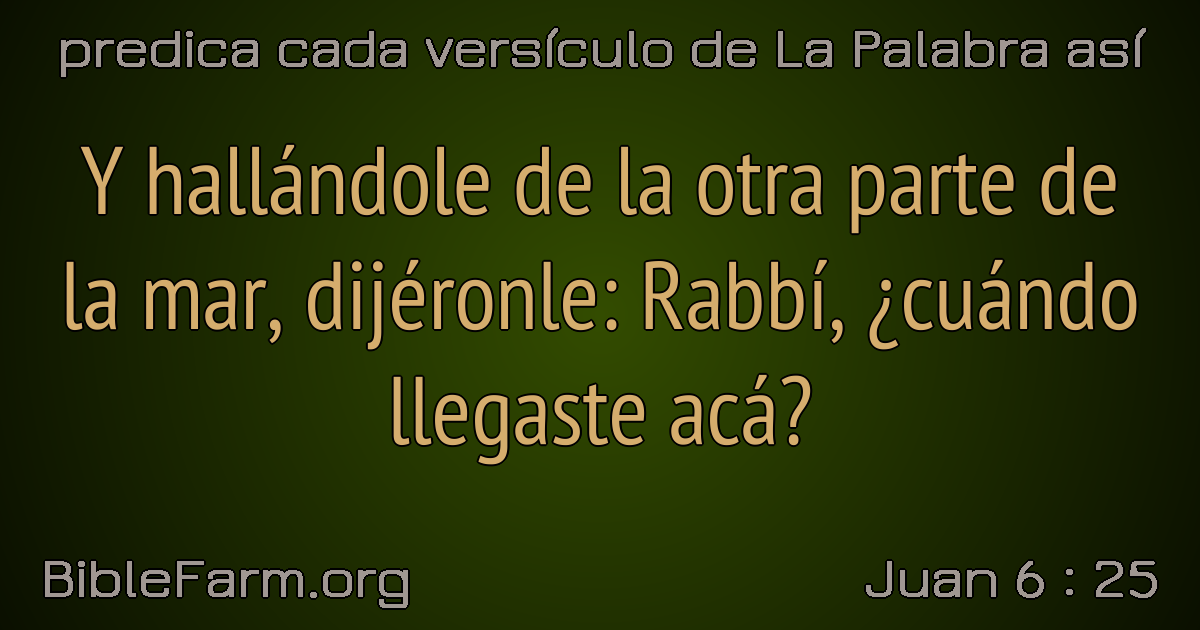 predica cada versículo de La Palabra así
Y hallándole de la otra parte de
la mar, dijéronle: Rabbí, ¿cuándo
llegaste acá?
BibleFarm.org
Juan 6 : 25